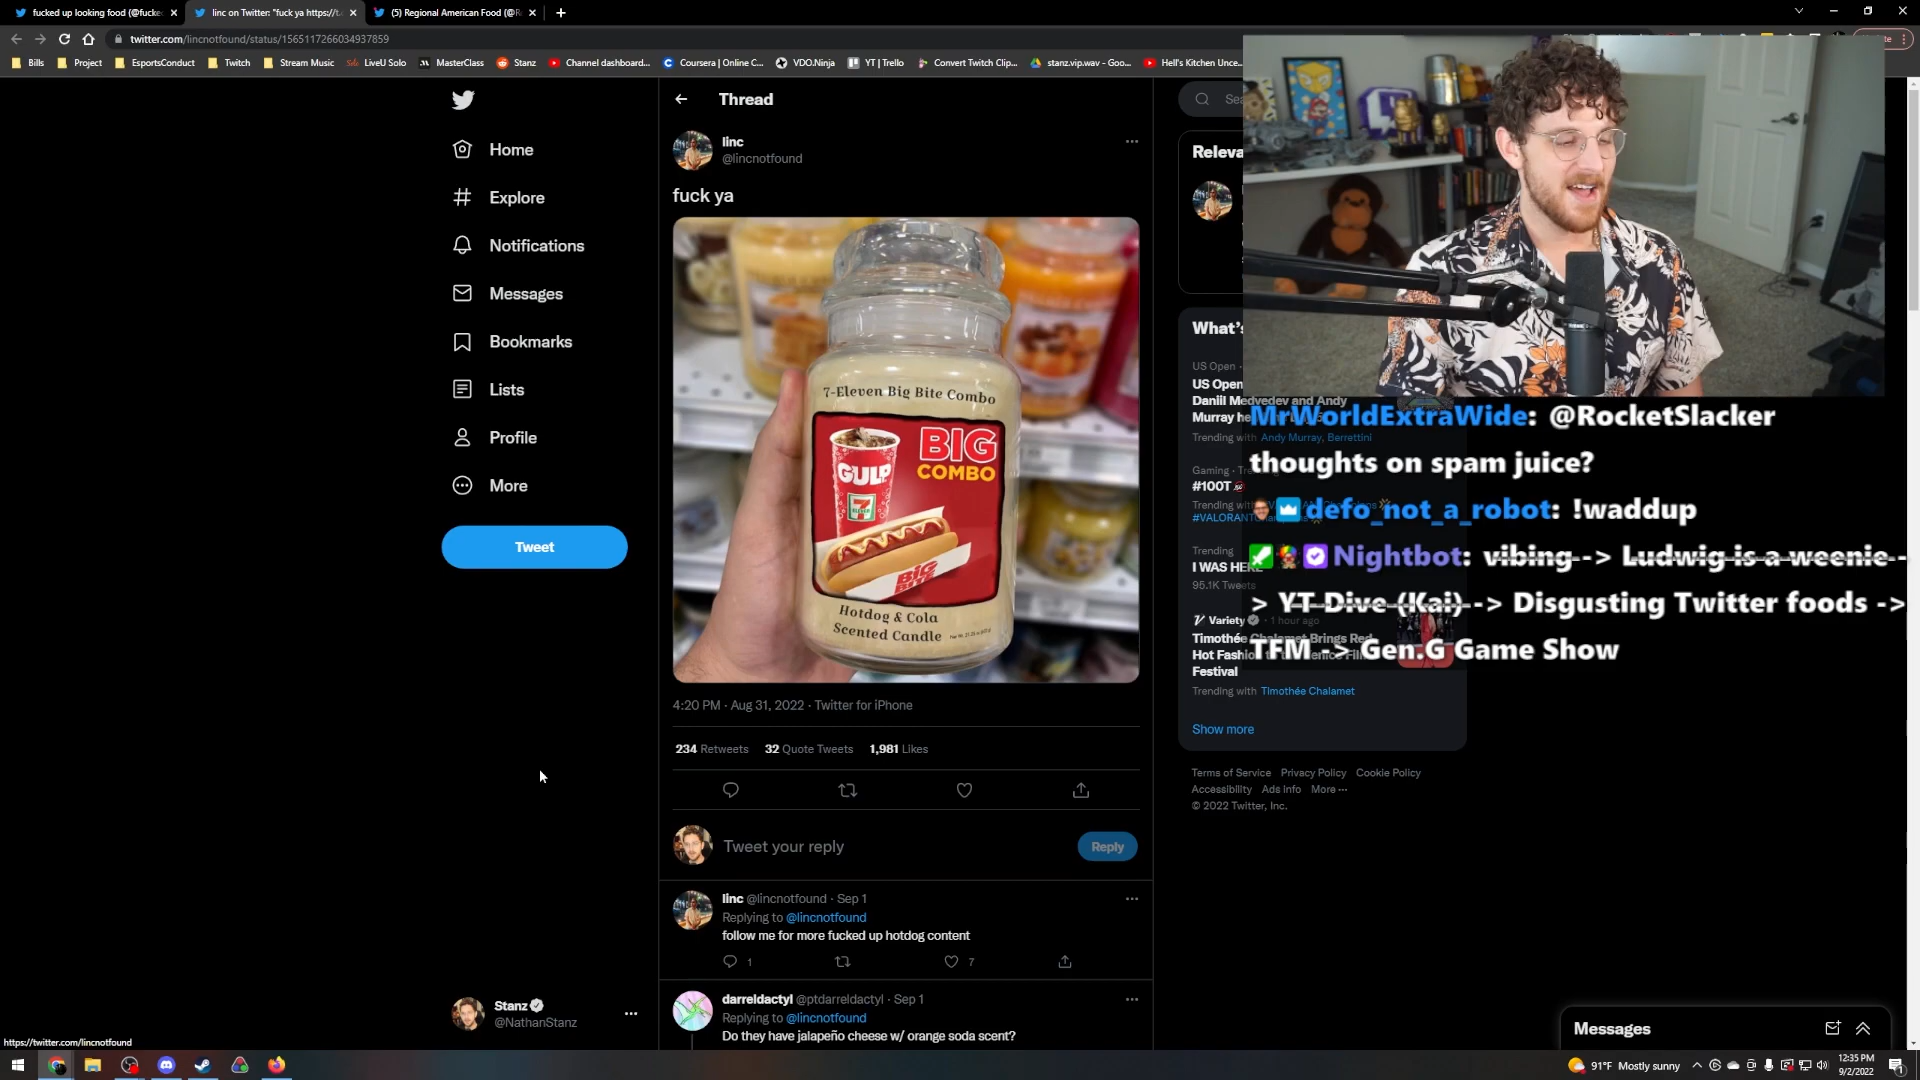 fucked up looking food (@fucke
linc on Twitter: "fuck ya https://t.
(5) Regional American Food (@R
twitter.com/lincnotfound/status/1565117266034937859
Bills
Project
EsportsConduct
Twitch
Stream Music
LiveU Solo
MasterClass
Stanz
Channel dashboard...
Coursera | Online C...
VDO.Ninja
YT | Trello
Convert Twitch Clip...
stanz.vip.wav - Goo...
Hell's Kitchen Unce...
Home
Explore
Notifications
Messages
Bookmarks
Lists
Profile
More
Tweet
Stanz
@NathanStanz
https://twitter.com/lincnotfound
Thread
linc
@lincnotfound
fuck ya
7-Eleven Big Bite Combo
BIG
COMBO
GULP
7
ELEVEN
BIG
BITE
Hotdog & Cola
Scented Candle
4:20 PM · Aug 31, 2022 · Twitter for iPhone
234 Retweets 32 Quote Tweets 1,981 Likes
Tweet your reply
Reply
linc @lincnotfound · Sep 1
Replying to @lincnotfound
follow me for more fucked up hotdog content
1
7
darreldactyl @ptdarreldactyl · Sep 1
Replying to @lincnotfound
Do they have jalapeño cheese w/ orange soda scent?
Sea
Releva
What's
US Open ·
US Open
Daniil Medvedev and Andy
Murray he
Trending with Andy Murray, Berrettini
Gaming · Tre
#100T
Trending with
#VALORANT
Trending
I WAS HERE
95.1K Tweets
Variety · 1 hour ago
Timothée Chalamet Brings Red
Hot Fash
Festival
Trending with Timothée Chalamet
Show more
Terms of Service Privacy Policy Cookie Policy
Accessibility Ads info More ···
© 2022 Twitter, Inc.
MrWorldExtraWide: @RocketSlacker
thoughts on spam juice?
defo_not_a_robot: !waddup
Nightbot: vibing --> Ludwig is a weenie -
> YT Dive (Kai) --> Disgusting Twitter foods ->
TFM -> Gen.G Game Show
Messages
91°F Mostly sunny
12:35 PM
9/2/2022
1